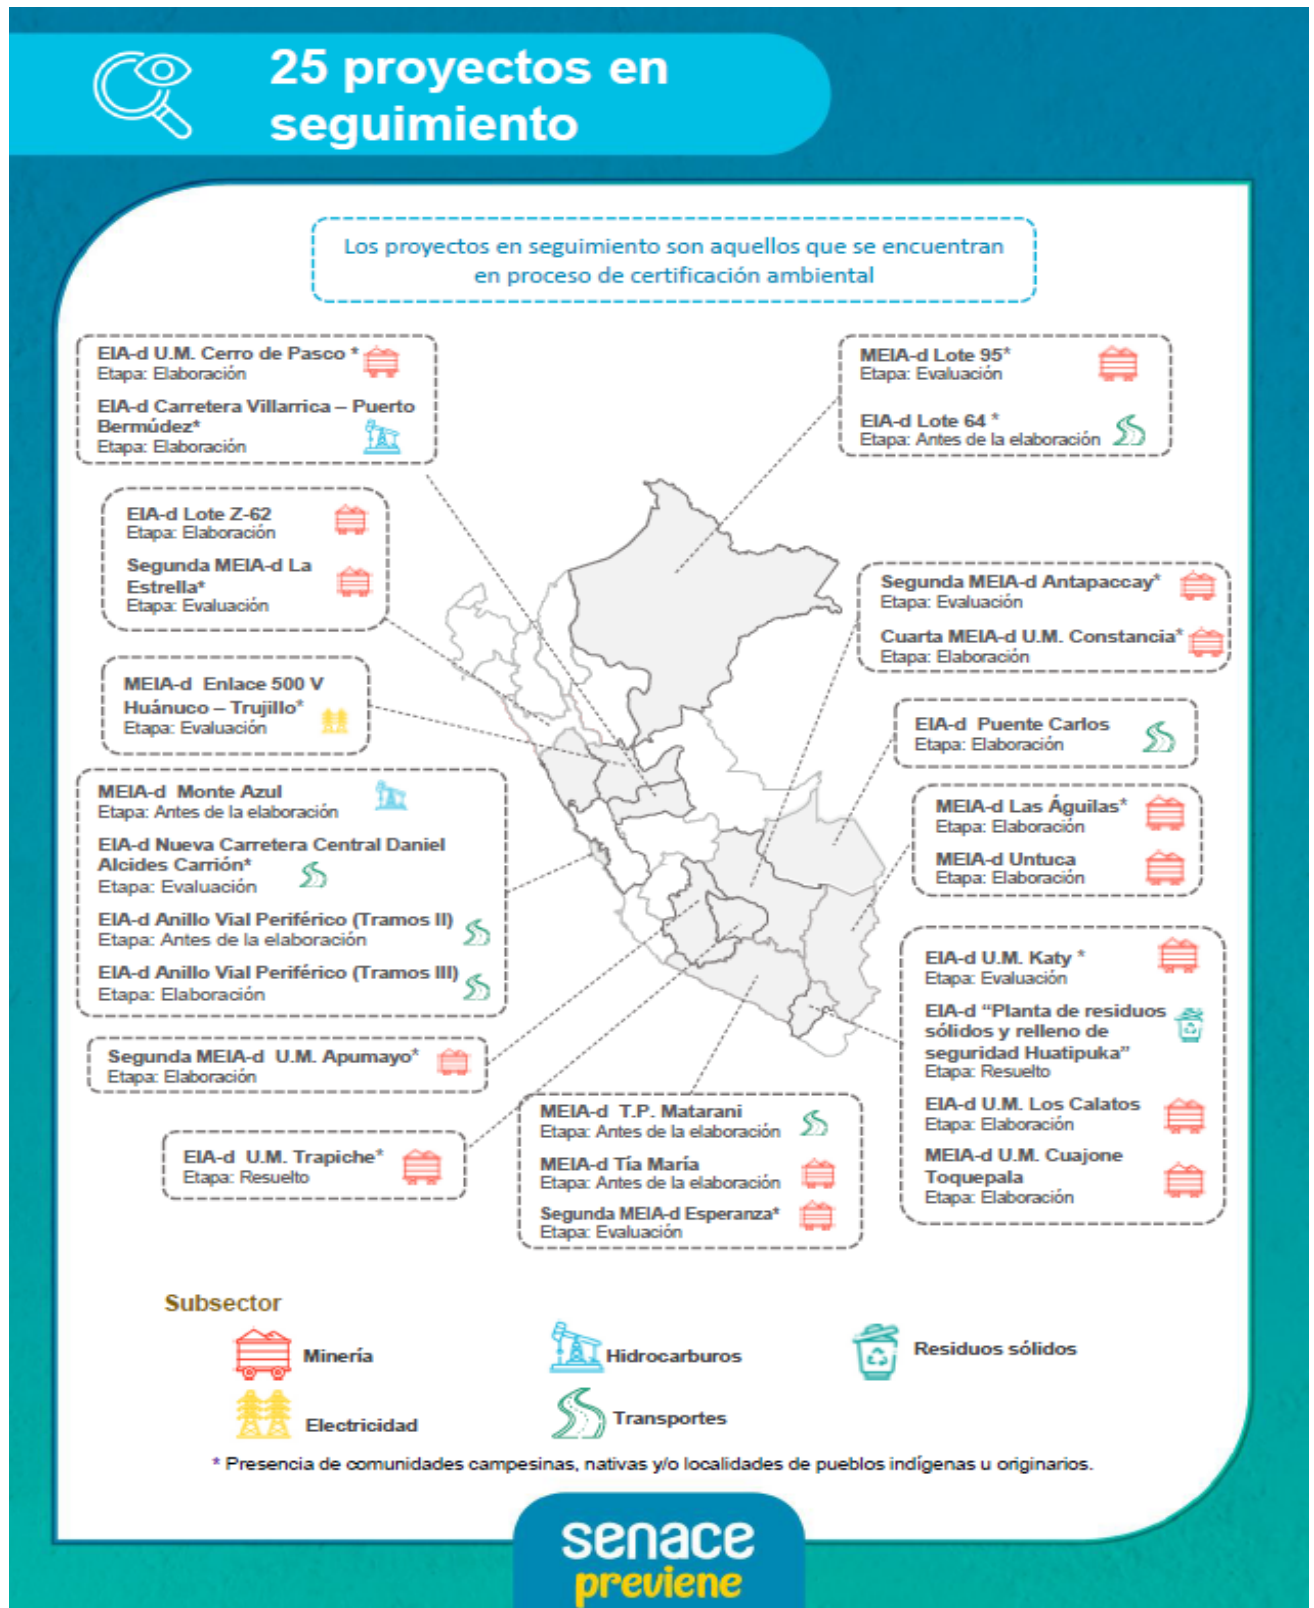 25 proyectos en
seguimiento
Los proyectos en seguimiento son aquellos que se encuentran
en proceso de certificación ambiental
EIA-d U.M. Cerro de Pasco *
Etapa: Elaboración
EIA-d Carretera Villarrica – Puerto
Bermúdez*
Etapa: Elaboración
MEIA-d Lote 95*
Etapa: Evaluación
EIA-d Lote 64 *
Etapa: Antes de la elaboración
EIA-d Lote Z-62
Etapa: Elaboración
Segunda MEIA-d La
Estrella*
Etapa: Evaluación
Segunda MEIA-d Antapaccay*
Etapa: Evaluación
Cuarta MEIA-d U.M. Constancia*
Etapa: Elaboración
MEIA-d Enlace 500 V
Huánuco – Trujillo*
Etapa: Evaluación
EIA-d Puente Carlos
Etapa: Elaboración
MEIA-d Monte Azul
Etapa: Antes de la elaboración
EIA-d Nueva Carretera Central Daniel
Alcides Carrión*
Etapa: Evaluación
EIA-d Anillo Vial Periférico (Tramos II)
Etapa: Antes de la elaboración
EIA-d Anillo Vial Periférico (Tramos III)
Etapa: Elaboración
MEIA-d Las Águilas*
Etapa: Elaboración
MEIA-d Untuca
Etapa: Elaboración
EIA-d U.M. Katy *
Etapa: Evaluación
EIA-d “Planta de residuos
sólidos y relleno de
seguridad Huatipuka”
Etapa: Resuelto
EIA-d U.M. Los Calatos
Etapa: Elaboración
MEIA-d U.M. Cuajone
Toquepala
Etapa: Elaboración
Segunda MEIA-d U.M. Apumayo*
Etapa: Elaboración
EIA-d U.M. Trapiche*
Etapa: Resuelto
MEIA-d T.P. Matarani
Etapa: Antes de la elaboración
MEIA-d Tía María
Etapa: Antes de la elaboración
Segunda MEIA-d Esperanza*
Etapa: Evaluación
Subsector
Minería
Hidrocarburos
Residuos sólidos
Electricidad
Transportes
* Presencia de comunidades campesinas, nativas y/o localidades de pueblos indígenas u originarios.
senace
previene